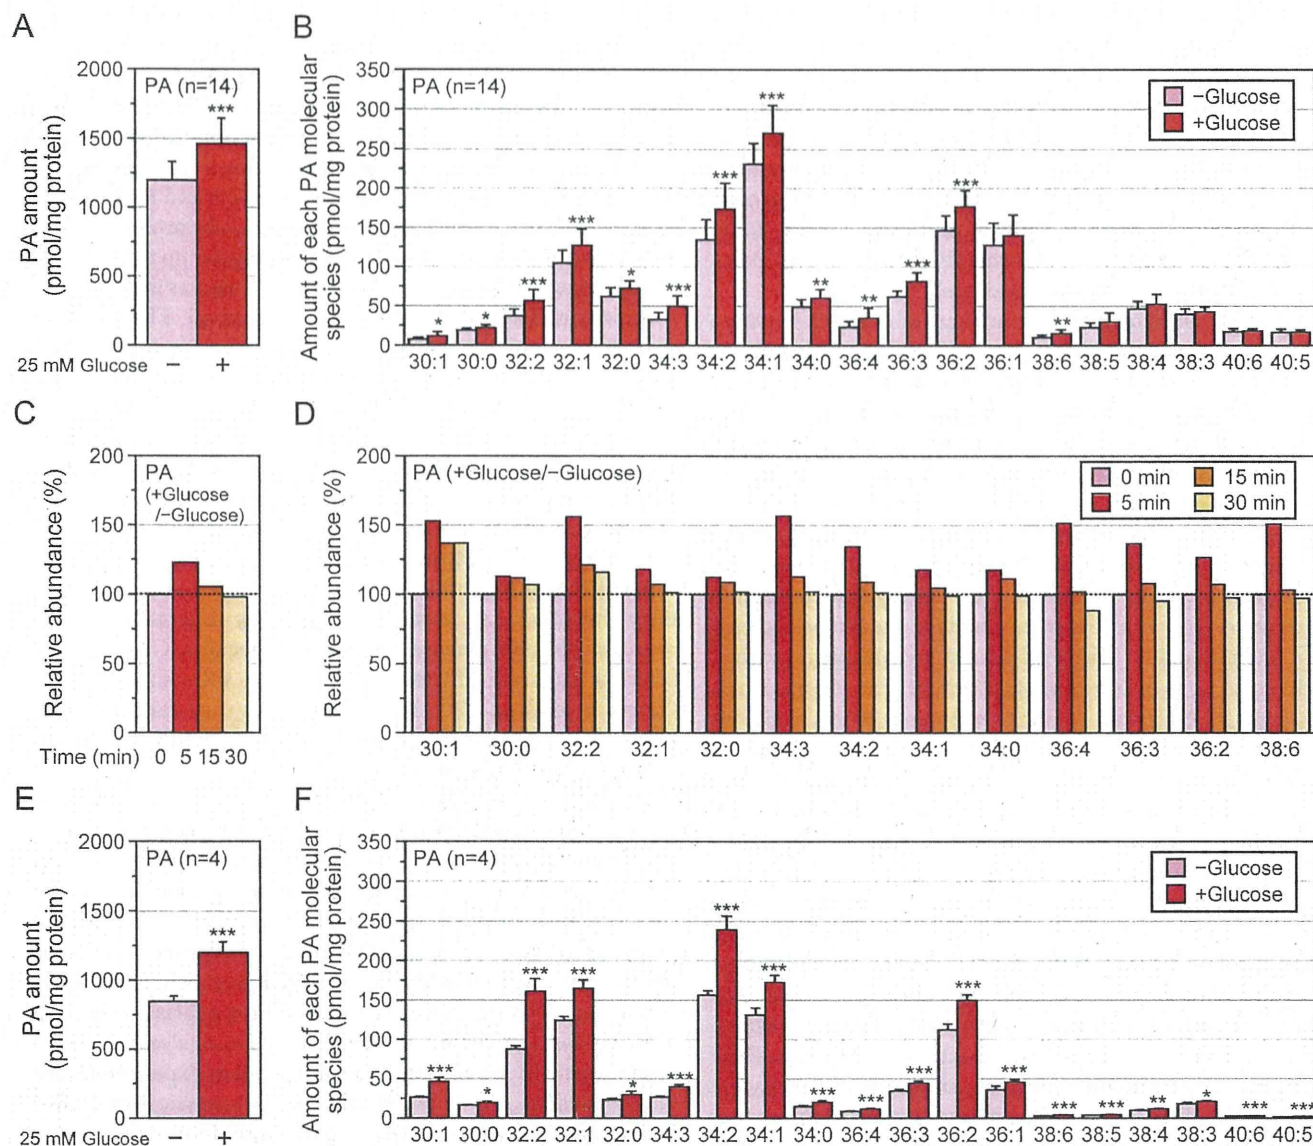 A
PA amount
(pmol/mg protein)
2000
1500
1000
500
0
PA (n=14)
***
25 mM Glucose − +
B
Amount of each PA molecular
species (pmol/mg protein)
350
300
250
200
150
100
50
0
PA (n=14)
−Glucose
+Glucose
* * *** *** * *** *** *** ** ** *** *** **
30:1 30:0 32:2 32:1 32:0 34:3 34:2 34:1 34:0 36:4 36:3 36:2 36:1 38:6 38:5 38:4 38:3 40:6 40:5
C
Relative abundance (%)
200
150
100
50
0
PA
(+Glucose
/−Glucose)
Time (min) 0 5 15 30
D
Relative abundance (%)
200
150
100
50
0
PA (+Glucose/−Glucose)
0 min 15 min
5 min 30 min
30:1 30:0 32:2 32:1 32:0 34:3 34:2 34:1 34:0 36:4 36:3 36:2 38:6
E
PA amount
(pmol/mg protein)
2000
1500
1000
500
0
PA (n=4)
***
25 mM Glucose − +
F
Amount of each PA molecular
species (pmol/mg protein)
350
300
250
200
150
100
50
0
PA (n=4)
−Glucose
+Glucose
*** * *** *** * *** *** *** *** *** *** *** *** *** *** ** * *** ***
30:1 30:0 32:2 32:1 32:0 34:3 34:2 34:1 34:0 36:4 36:3 36:2 36:1 38:6 38:5 38:4 38:3 40:6 40:5